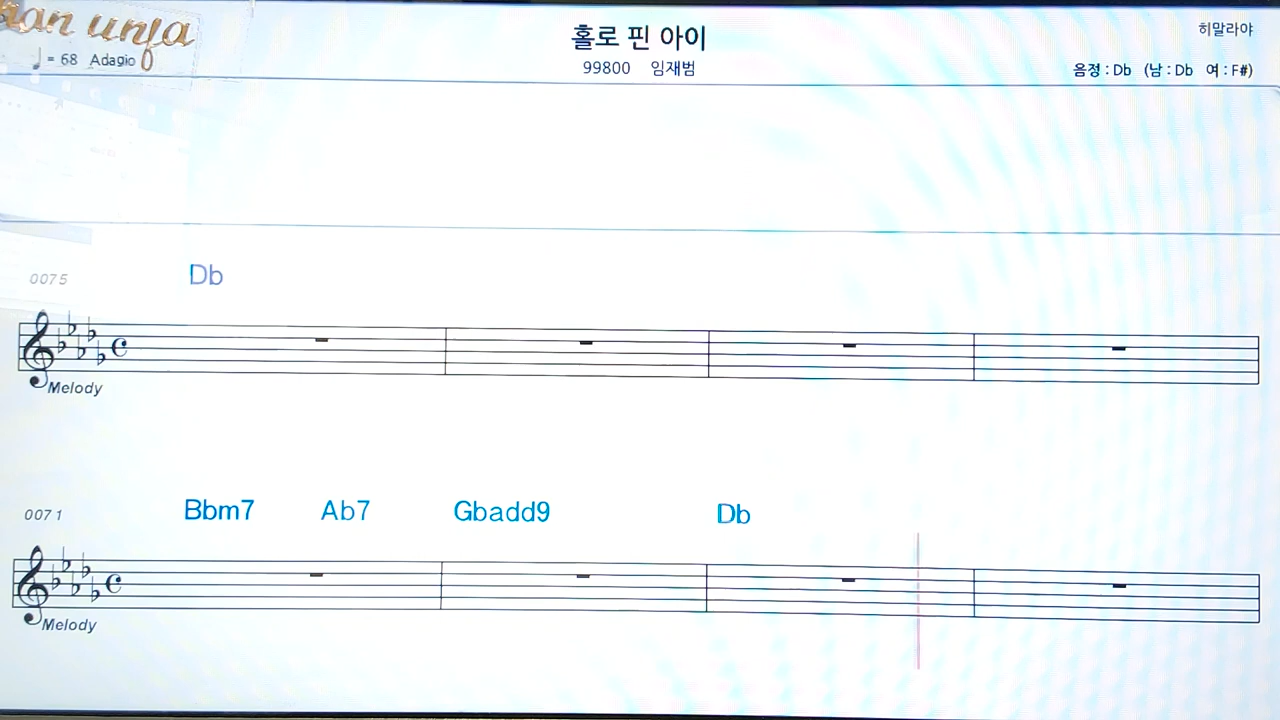 unja
홀로 핀 아이
히말라야
♩ = 68 Adagio
99800 임재범
음정 : Db (남 : Db 여 : F#)
0075 Db
Melody
0071 Bbm7 Ab7 Gbadd9 Db
Melody